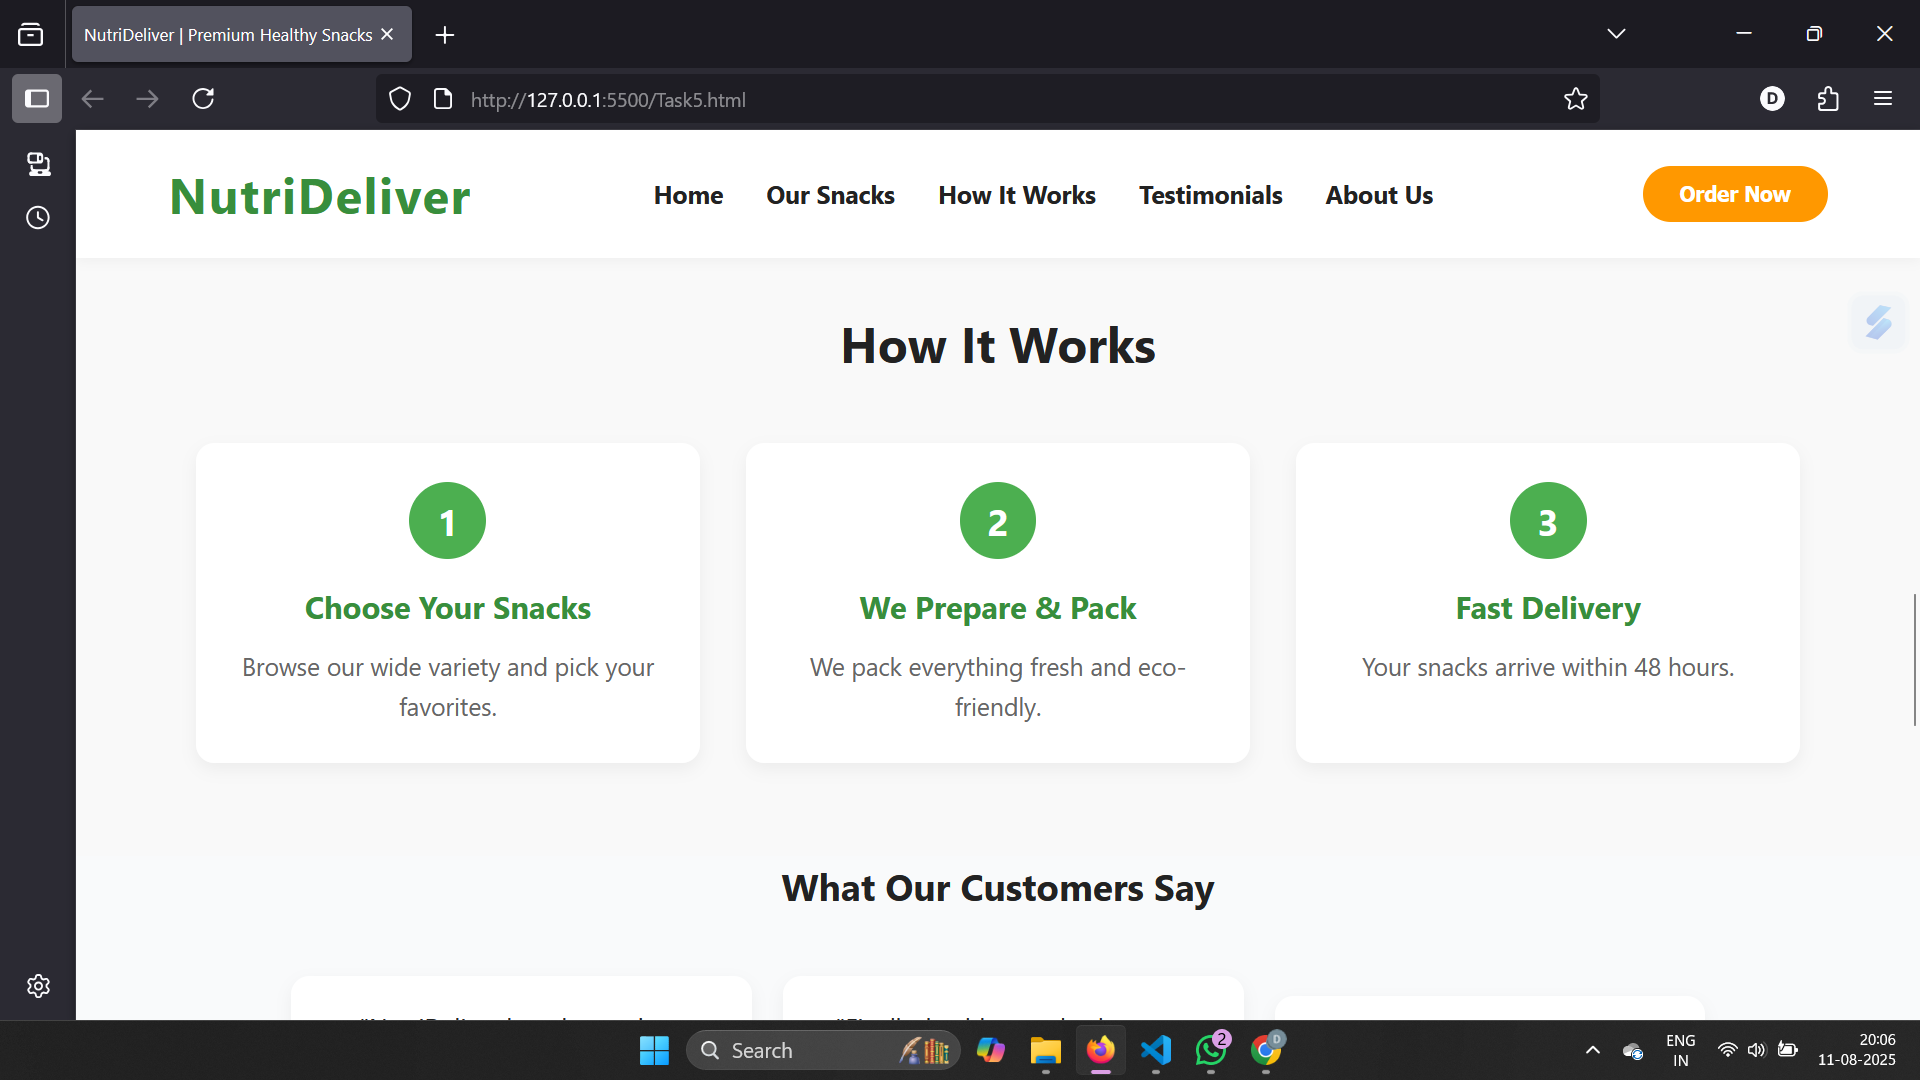 NutriDeliver | Premium Healthy Snacks
http://127.0.0.1:5500/Task5.html
D
NutriDeliver
Home
Our Snacks
How It Works
Testimonials
About Us
Order Now
How It Works
1
2
3
Choose Your Snacks
We Prepare & Pack
Fast Delivery
Browse our wide variety and pick your
favorites.
We pack everything fresh and eco-
friendly.
Your snacks arrive within 48 hours.
What Our Customers Say
Search
2
D
ENG
IN
20:06
11-08-2025